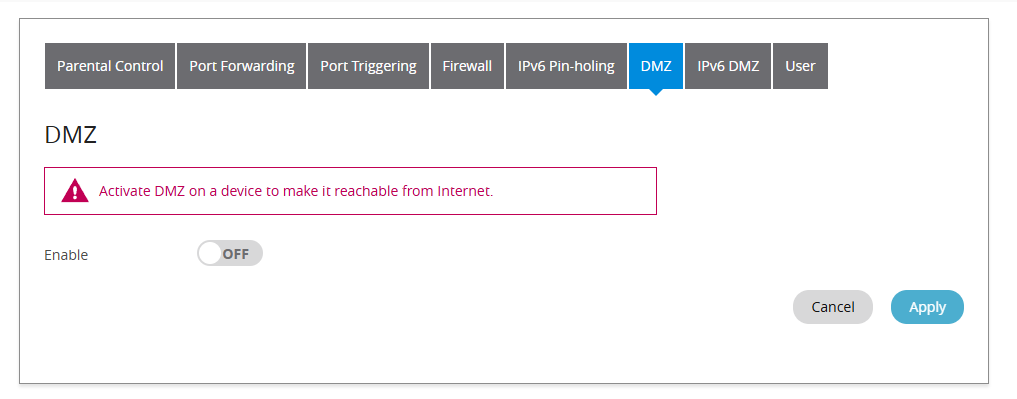 Parental Control Port Forwarding Port Triggering Firewall IPv6 Pin-holing DMZ IPv6 DMZ User
DMZ
Activate DMZ on a device to make it reachable from Internet.
Enable OFF
Cancel Apply